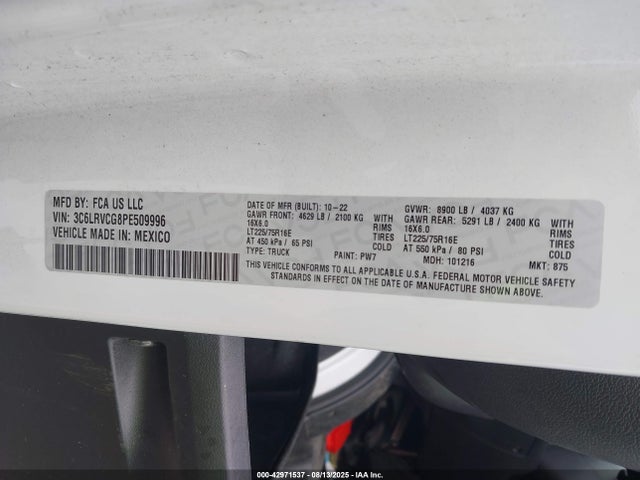 MFD BY: FCA US LLC
VIN: 3C6LRVCG8PE509996
VEHICLE MADE IN: MEXICO
DATE OF MFR (BUILT): 10-22
GVWR: 8900 LB / 4037 KG
GAWR FRONT: 4629 LB / 2100 KG WITH
16X6.0 RIMS
LT225/75R16E TIRES
AT 450 kPa / 65 PSI COLD
GAWR REAR: 5291 LB / 2400 KG WITH
16X6.0 RIMS
LT225/75R16E TIRES
AT 550 kPa / 80 PSI COLD
TYPE: TRUCK PAINT: PW7 MDH: 101216 MKT: 875
THIS VEHICLE CONFORMS TO ALL APPLICABLE U.S.A. FEDERAL MOTOR VEHICLE SAFETY
STANDARDS IN EFFECT ON THE DATE OF MANUFACTURE SHOWN ABOVE.
00-42971537 - 08/13/2025 - IAA Inc.